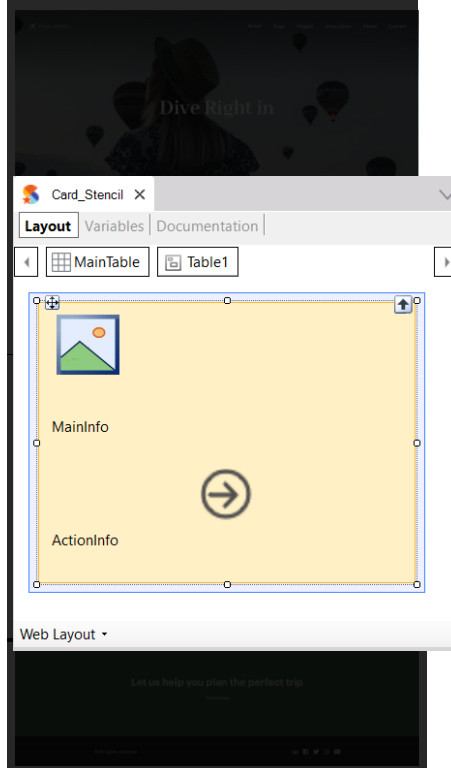 Dive Right in
Card_Stencil
Layout Variables Documentation
MainTable Table1
MainInfo
ActionInfo
Web Layout
Let us help you plan the perfect trip